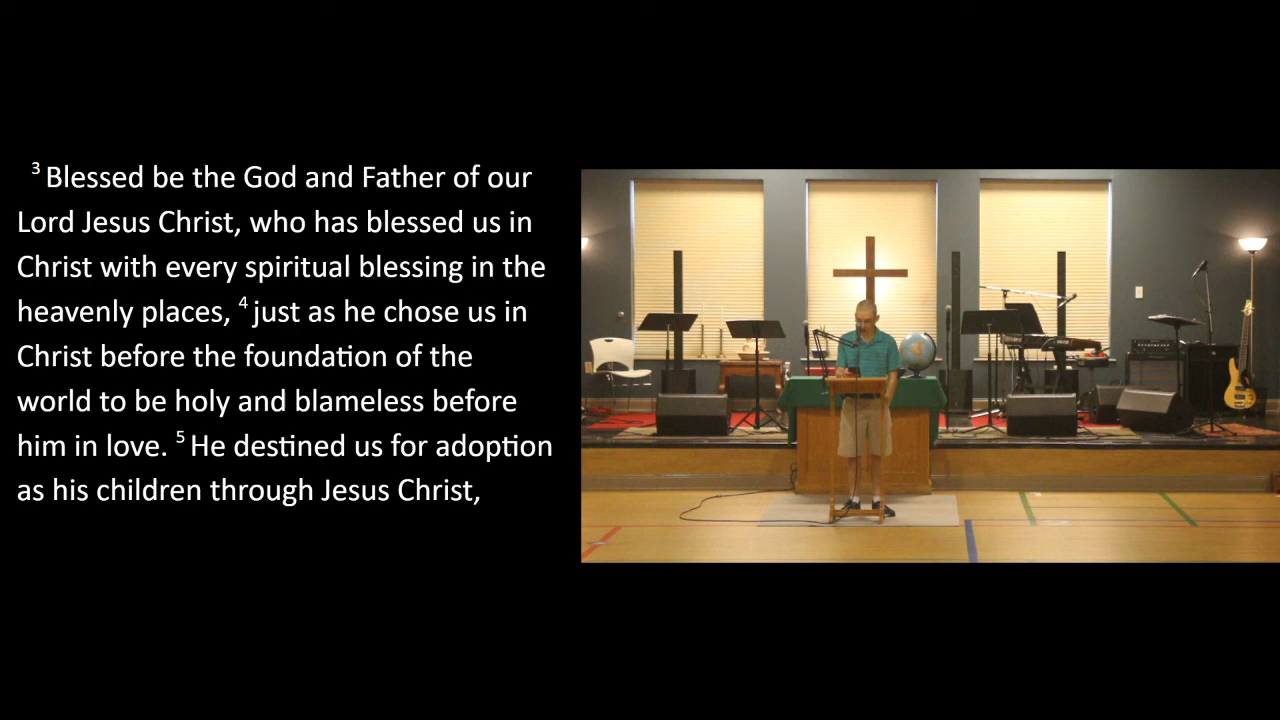 3 Blessed be the God and Father of our
Lord Jesus Christ, who has blessed us in
Christ with every spiritual blessing in the
heavenly places, 4 just as he chose us in
Christ before the foundation of the
world to be holy and blameless before
him in love. 5 He destined us for adoption
as his children through Jesus Christ,